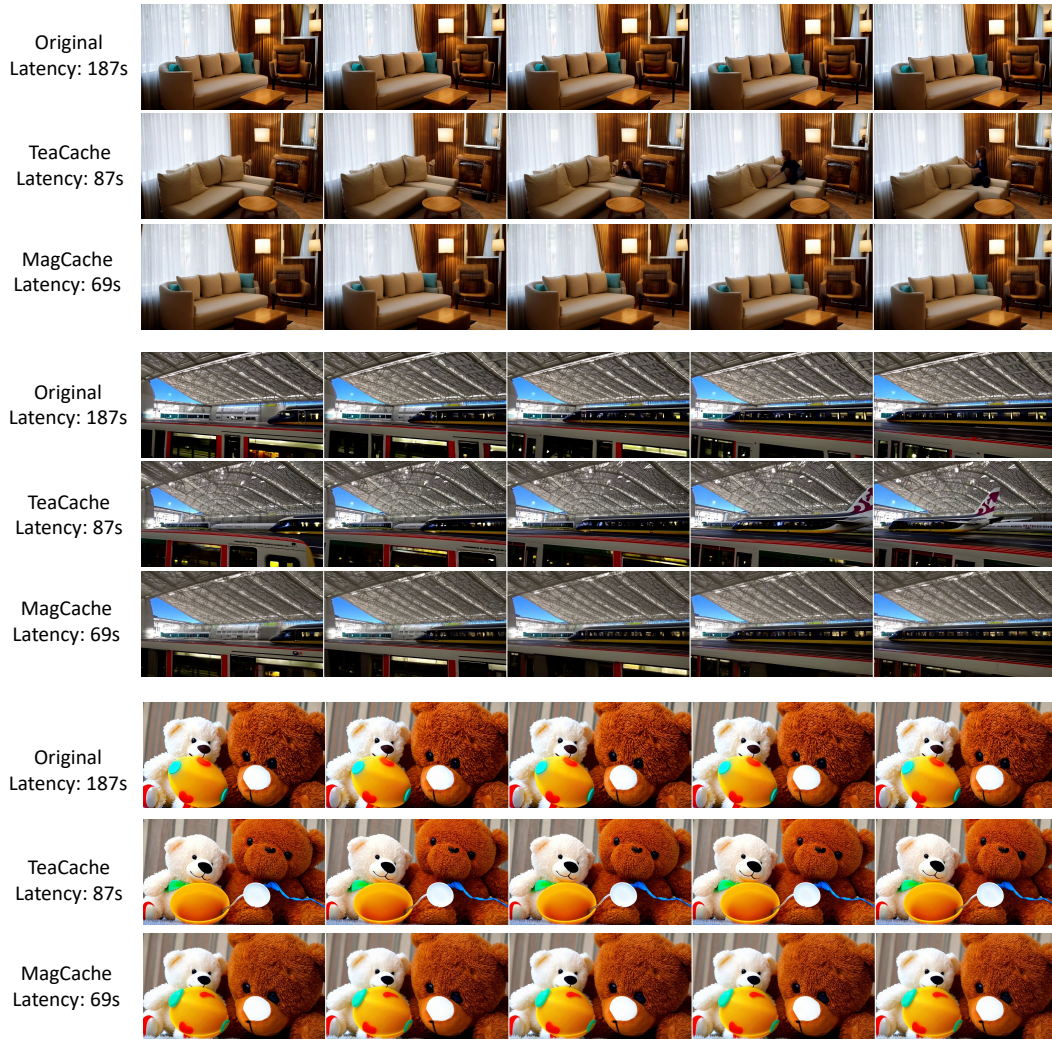 Original
Latency: 187s
TeaCache
Latency: 87s
MagCache
Latency: 69s
Original
Latency: 187s
TeaCache
Latency: 87s
MagCache
Latency: 69s
Original
Latency: 187s
TeaCache
Latency: 87s
MagCache
Latency: 69s